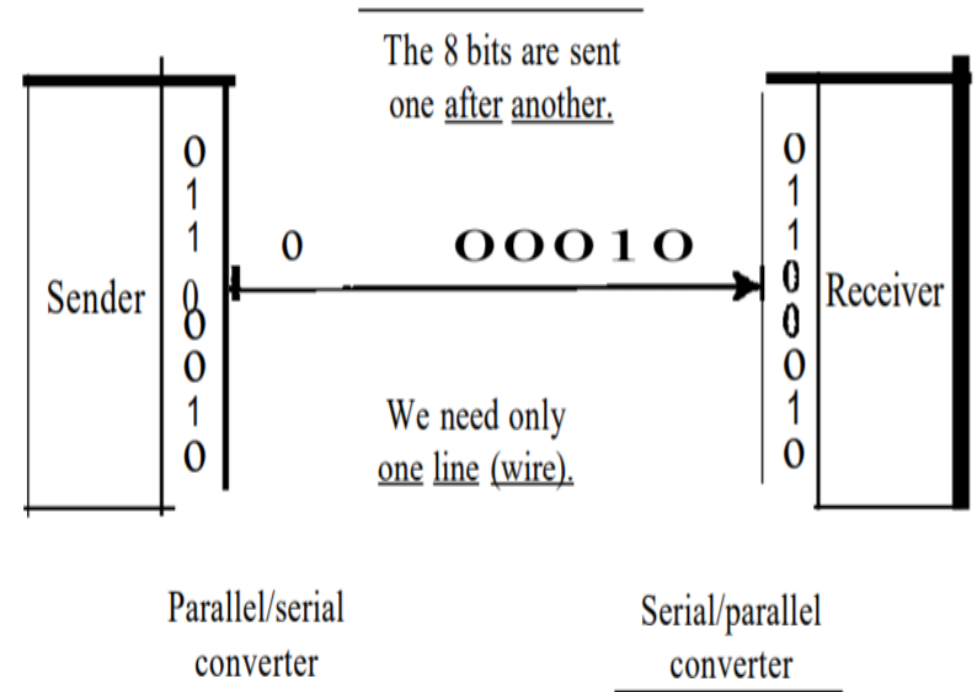 The 8 bits are sent
one after another.
Sender
0
1
1
0
0
0
1
0
0 00010
0
1
1
0
0
0
1
0
Receiver
We need only
one line (wire).
Parallel/serial
converter
Serial/parallel
converter